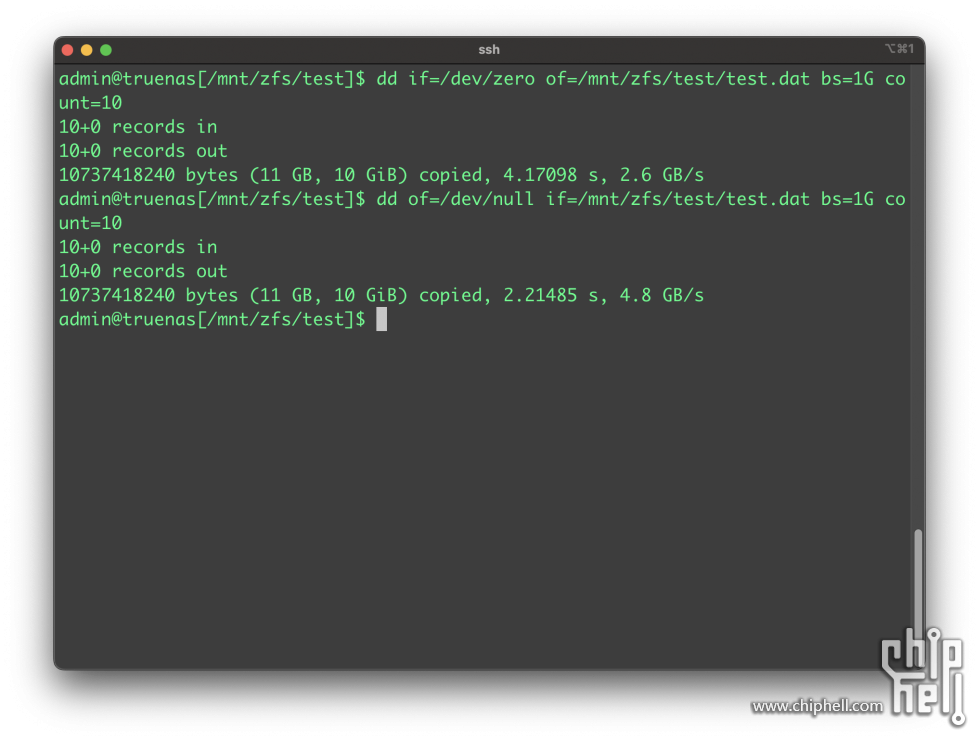 ssh
⌥⌘1
admin@truenas[/mnt/zfs/test]$ dd if=/dev/zero of=/mnt/zfs/test/test.dat bs=1G co
unt=10
10+0 records in
10+0 records out
10737418240 bytes (11 GB, 10 GiB) copied, 4.17098 s, 2.6 GB/s
admin@truenas[/mnt/zfs/test]$ dd of=/dev/null if=/mnt/zfs/test/test.dat bs=1G co
unt=10
10+0 records in
10+0 records out
10737418240 bytes (11 GB, 10 GiB) copied, 2.21485 s, 4.8 GB/s
admin@truenas[/mnt/zfs/test]$
chip
hell
www.chiphell.com